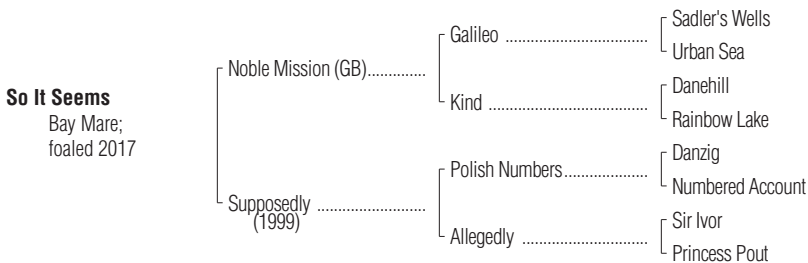 Sadler's Wells
Galileo ..................................
Urban Sea
Noble Mission (GB)..............
Danehill
Kind ......................................
Rainbow Lake
So It Seems
Bay Mare;
foaled 2017
Danzig
Polish Numbers....................
Numbered Account
Supposedly ..........................
(1999)
Sir Ivor
Allegedly ..............................
Princess Pout